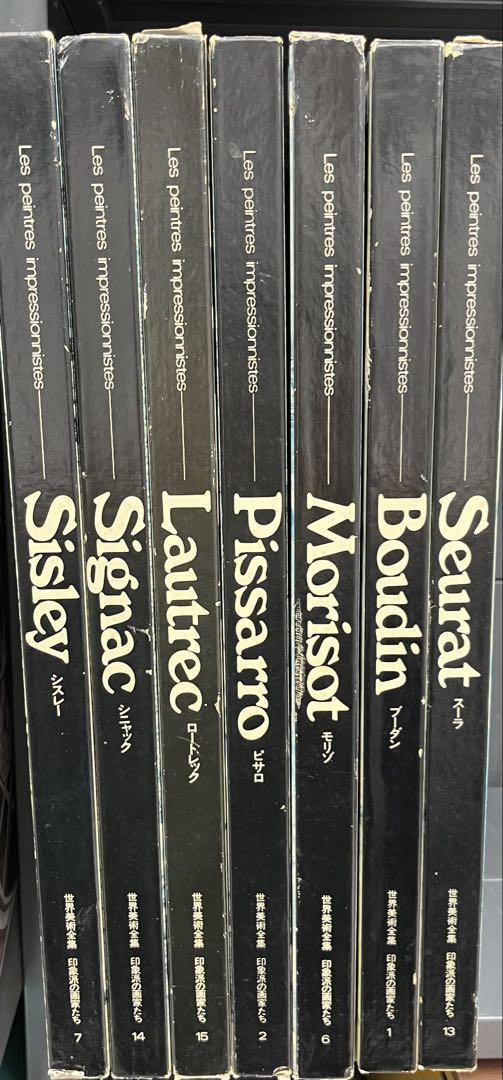 Les peintres impressionnistes
Sisley
シスレー
世界美術全集 印象派の画家たち 7
Les peintres impressionnistes
Signac
シニャック
世界美術全集 印象派の画家たち 14
Les peintres impressionnistes
Lautrec
ロートレック
世界美術全集 印象派の画家たち 15
Les peintres impressionnistes
Pissarro
ピサロ
世界美術全集 印象派の画家たち 2
Les peintres impressionnistes
Morisot
モリゾ
世界美術全集 印象派の画家たち 6
Les peintres impressionnistes
Boudin
ブーダン
世界美術全集 印象派の画家たち 1
Les peintres impressionnistes
Seurat
スーラ
世界美術全集 印象派の画家たち 13